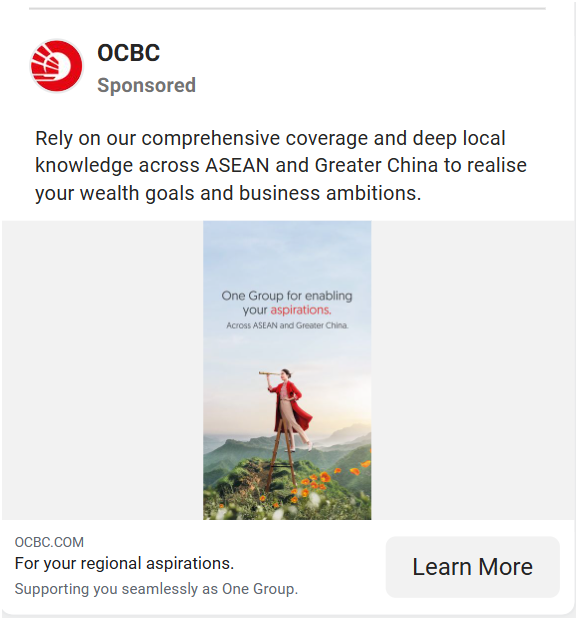 OCBC
Sponsored
Rely on our comprehensive coverage and deep local
knowledge across ASEAN and Greater China to realise
your wealth goals and business ambitions.
One Group for enabling
your aspirations.
Across ASEAN and Greater China.
OCBC.COM
For your regional aspirations.
Supporting you seamlessly as One Group.
Learn More